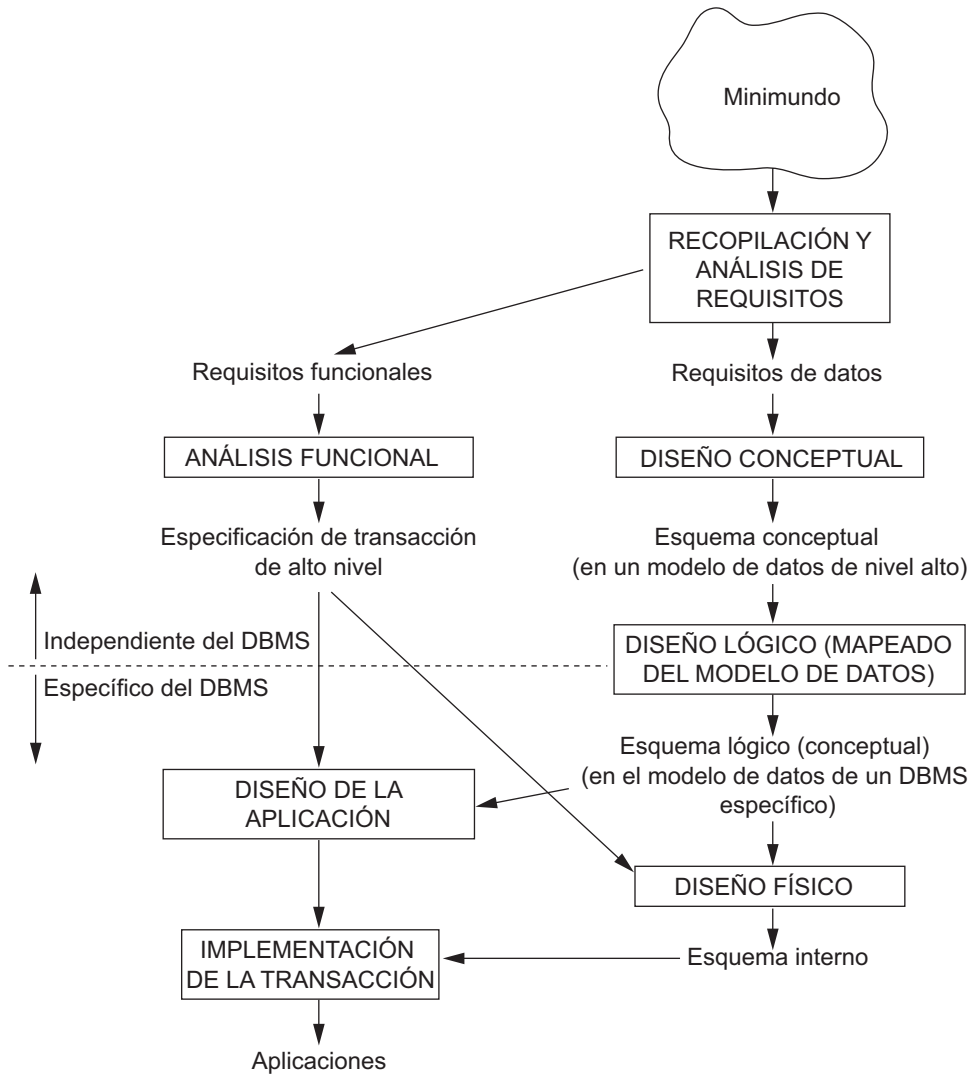 Minimundo
RECOPILACIÓN Y
ANÁLISIS DE
REQUISITOS
Requisitos funcionales
Requisitos de datos
ANÁLISIS FUNCIONAL
DISEÑO CONCEPTUAL
Especificación de transacción
de alto nivel
Esquema conceptual
(en un modelo de datos de nivel alto)
Independiente del DBMS
Específico del DBMS
DISEÑO LÓGICO (MAPEADO
DEL MODELO DE DATOS)
Esquema lógico (conceptual)
(en el modelo de datos de un DBMS
específico)
DISEÑO DE LA
APLICACIÓN
DISEÑO FÍSICO
IMPLEMENTACIÓN
DE LA TRANSACCIÓN
Esquema interno
Aplicaciones